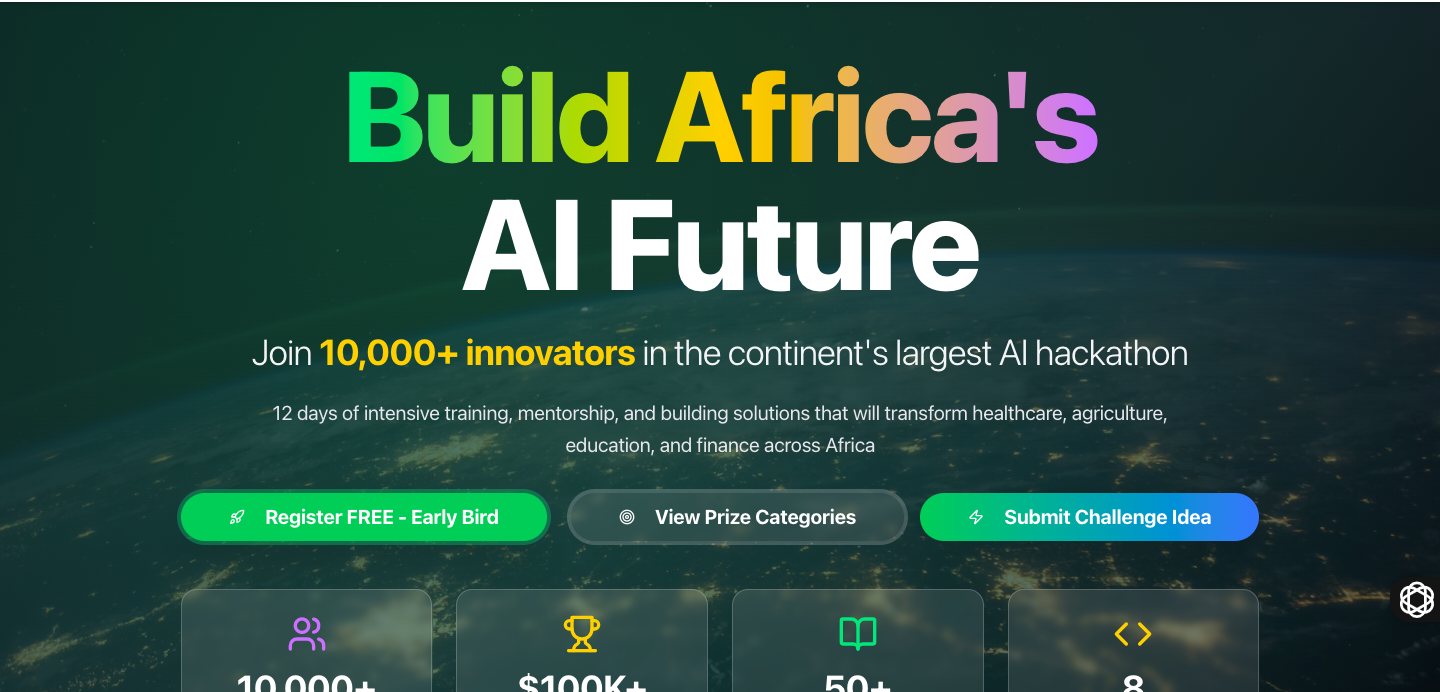 Build Africa's
AI Future
Join 10,000+ innovators in the continent's largest AI hackathon
12 days of intensive training, mentorship, and building solutions that will transform healthcare, agriculture,
education, and finance across Africa
Register FREE - Early Bird
View Prize Categories
Submit Challenge Idea
10,000+
$100K+
50+
8